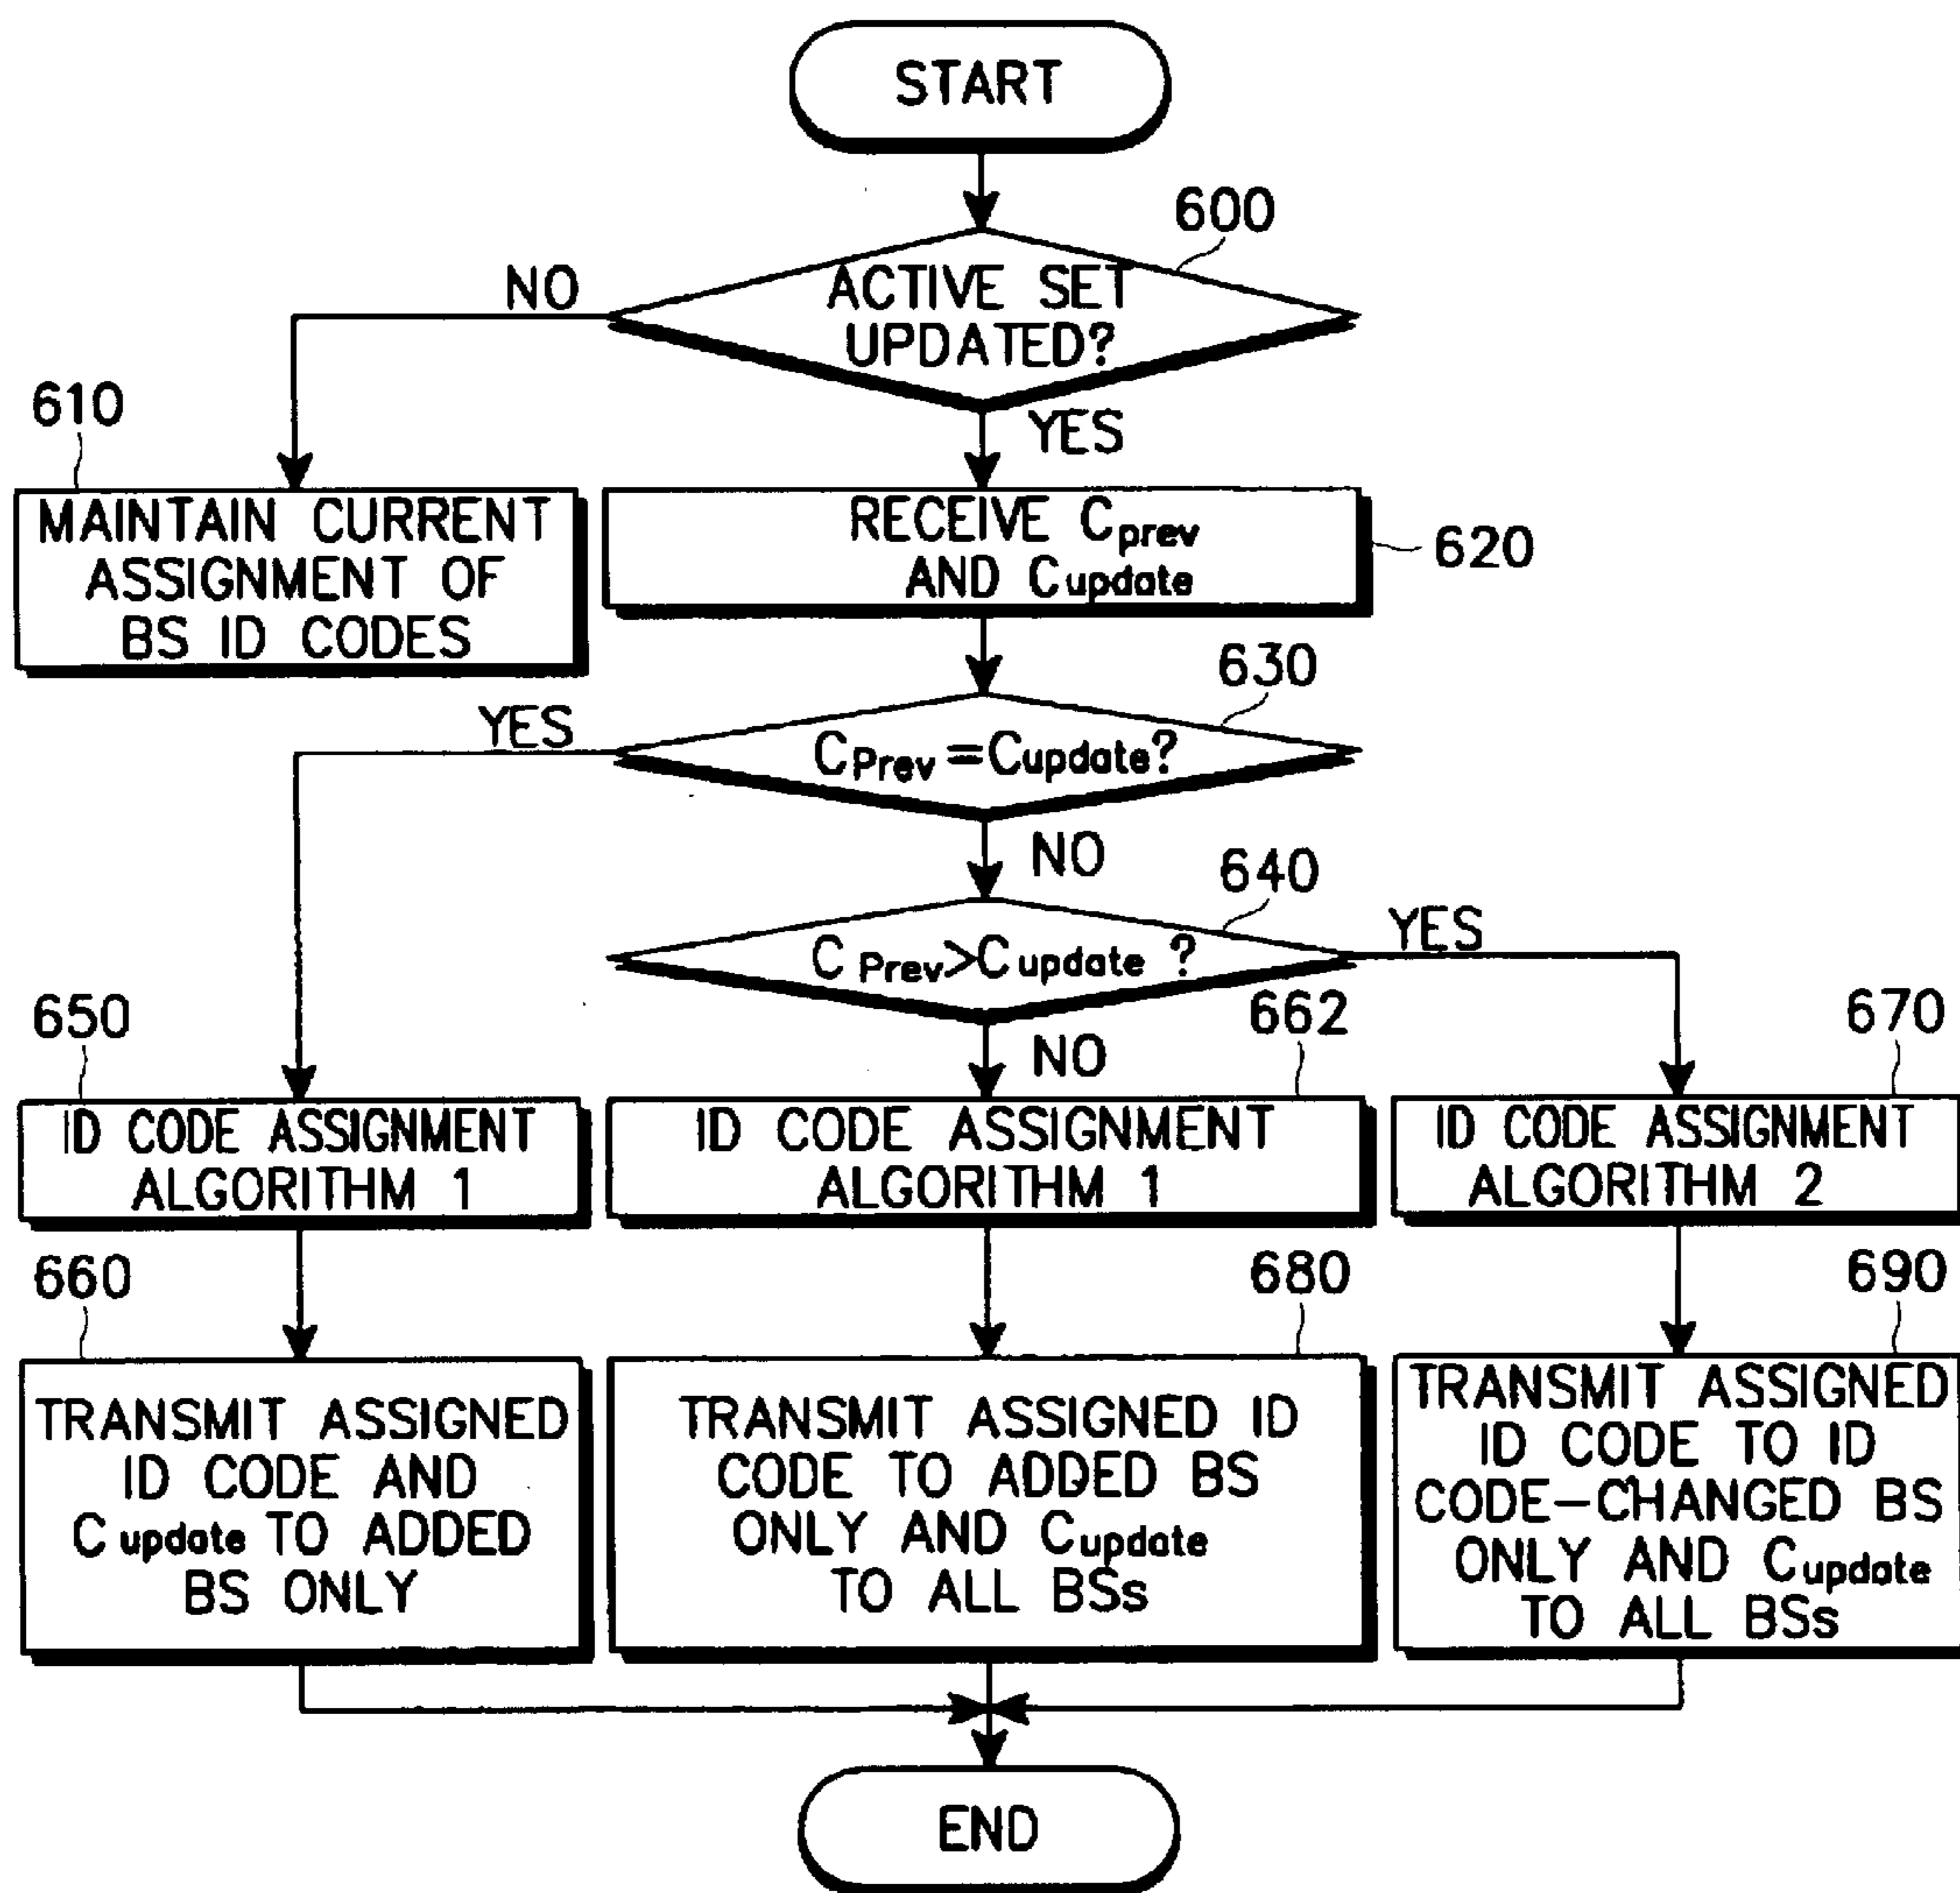 START
600
NO
ACTIVE SET
UPDATED?
610
YES
MAINTAIN CURRENT
ASSIGNMENT OF
BS ID CODES
RECEIVE Cprev
AND Cupdate
620
630
YES
CPrev=Cupdate?
NO
640
YES
C Prev>Cupdate ?
650
NO
662
670
ID CODE ASSIGNMENT
ALGORITHM 1
ID CODE ASSIGNMENT
ALGORITHM 1
ID CODE ASSIGNMENT
ALGORITHM 2
660
680
690
TRANSMIT ASSIGNED
ID CODE AND
Cupdate TO ADDED
BS ONLY
TRANSMIT ASSIGNED ID
CODE TO ADDED BS
ONLY AND Cupdate
TO ALL BSs
TRANSMIT ASSIGNED
ID CODE TO ID
CODE-CHANGED BS
ONLY AND Cupdate
TO ALL BSs
END